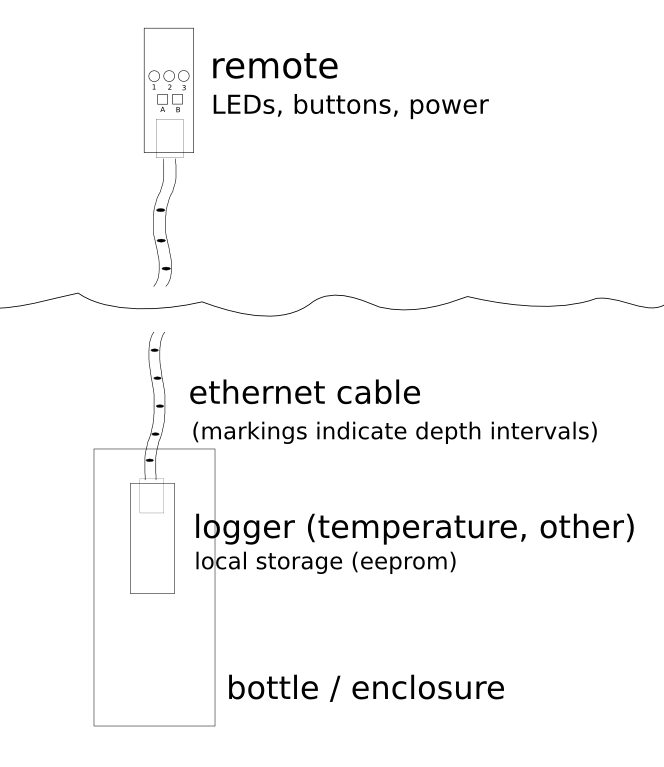 remote
LEDs, buttons, power
1 2 3
A B
ethernet cable
(markings indicate depth intervals)
logger (temperature, other)
local storage (eeprom)
bottle / enclosure